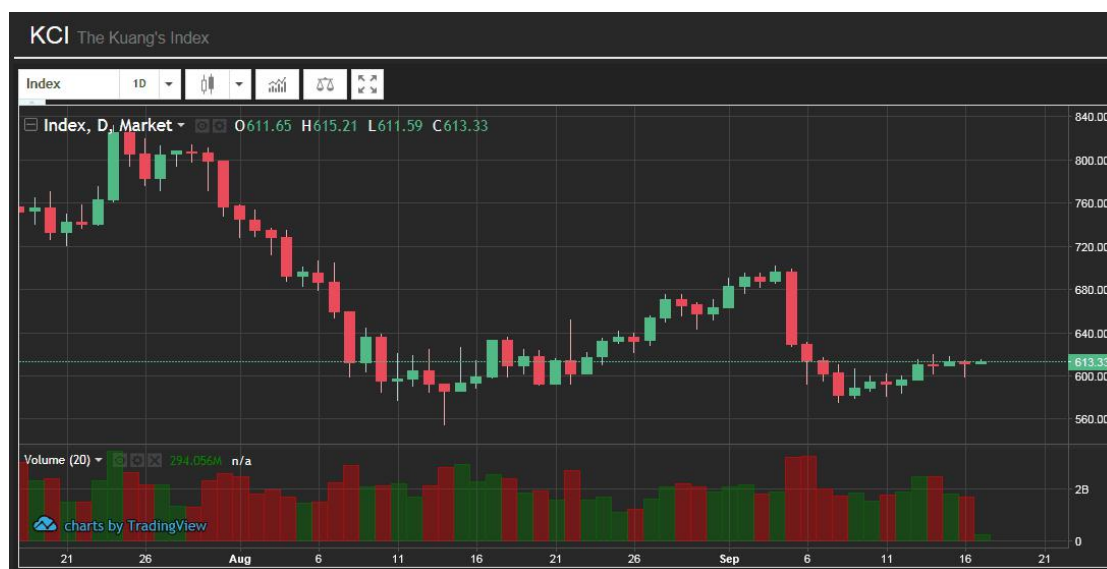 KCI The Kuang's Index
Index 1D
Index, D, Market O611.65 H615.21 L611.59 C613.33
840.00
800.00
760.00
720.00
680.00
640.00
613.33
600.00
560.00
Volume (20) 294.056M n/a
2B
charts by TradingView
0
21 26 Aug 6 11 16 21 26 Sep 6 11 16 21